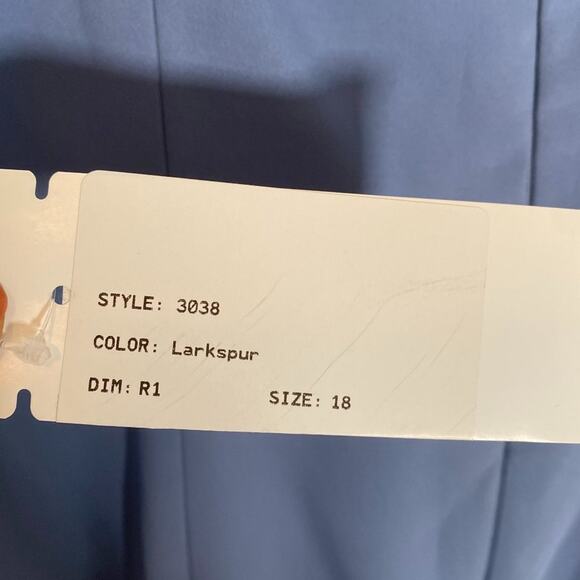 STYLE: 3038
COLOR: Larkspur
DIM: R1 SIZE: 18